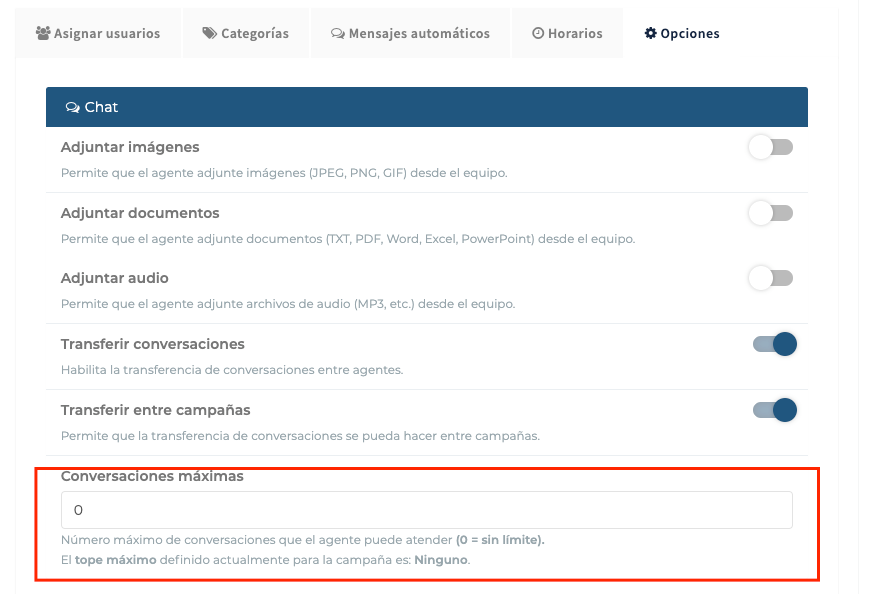 Asignar usuarios
Categorías
Mensajes automáticos
Horarios
Opciones
Chat
Adjuntar imágenes
Permite que el agente adjunte imágenes (JPEG, PNG, GIF) desde el equipo.
Adjuntar documentos
Permite que el agente adjunte documentos (TXT, PDF, Word, Excel, PowerPoint) desde el equipo.
Adjuntar audio
Permite que el agente adjunte archivos de audio (MP3, etc.) desde el equipo.
Transferir conversaciones
Habilita la transferencia de conversaciones entre agentes.
Transferir entre campañas
Permite que la transferencia de conversaciones se pueda hacer entre campañas.
Conversaciones máximas
0
Número máximo de conversaciones que el agente puede atender (0 = sin límite).
El tope máximo definido actualmente para la campaña es: Ninguno.